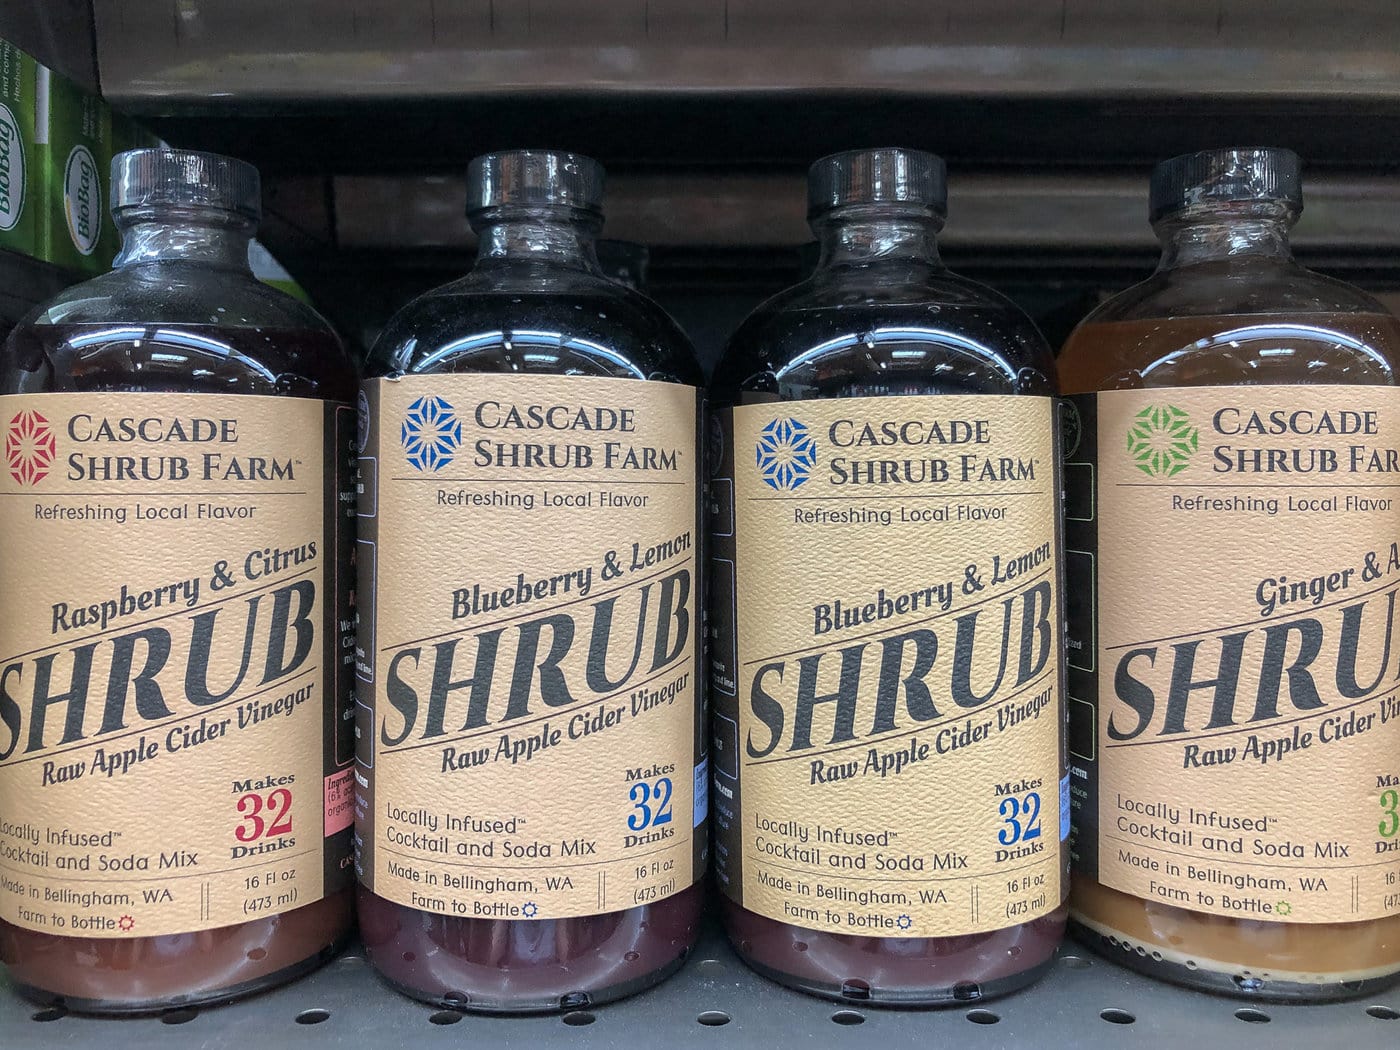 BioBag
BioBag
CASCADE
SHRUB FARM™
Refreshing Local Flavor
Raspberry & Citrus
SHRUB
Raw Apple Cider Vinegar
Makes
32
Drinks
Locally Infused™
Cocktail and Soda Mix
Made in Bellingham, WA
Farm to Bottle
16 Fl oz
(473 ml)
CASCADE
SHRUB FARM™
Refreshing Local Flavor
Blueberry & Lemon
SHRUB
Raw Apple Cider Vinegar
Makes
32
Drinks
Locally Infused™
Cocktail and Soda Mix
Made in Bellingham, WA
Farm to Bottle
16 Fl oz
(473 ml)
CASCADE
SHRUB FARM™
Refreshing Local Flavor
Blueberry & Lemon
SHRUB
Raw Apple Cider Vinegar
Makes
32
Drinks
Locally Infused™
Cocktail and Soda Mix
Made in Bellingham, WA
Farm to Bottle
16 Fl oz
(473 ml)
CASCADE
SHRUB FAR
Refreshing Local Flavor
Ginger & A
SHRU
Raw Apple Cider Vin
Ma
3
Dri
Locally Infused™
Cocktail and Soda Mix
Made in Bellingham, WA
Farm to Bottle
16
(47